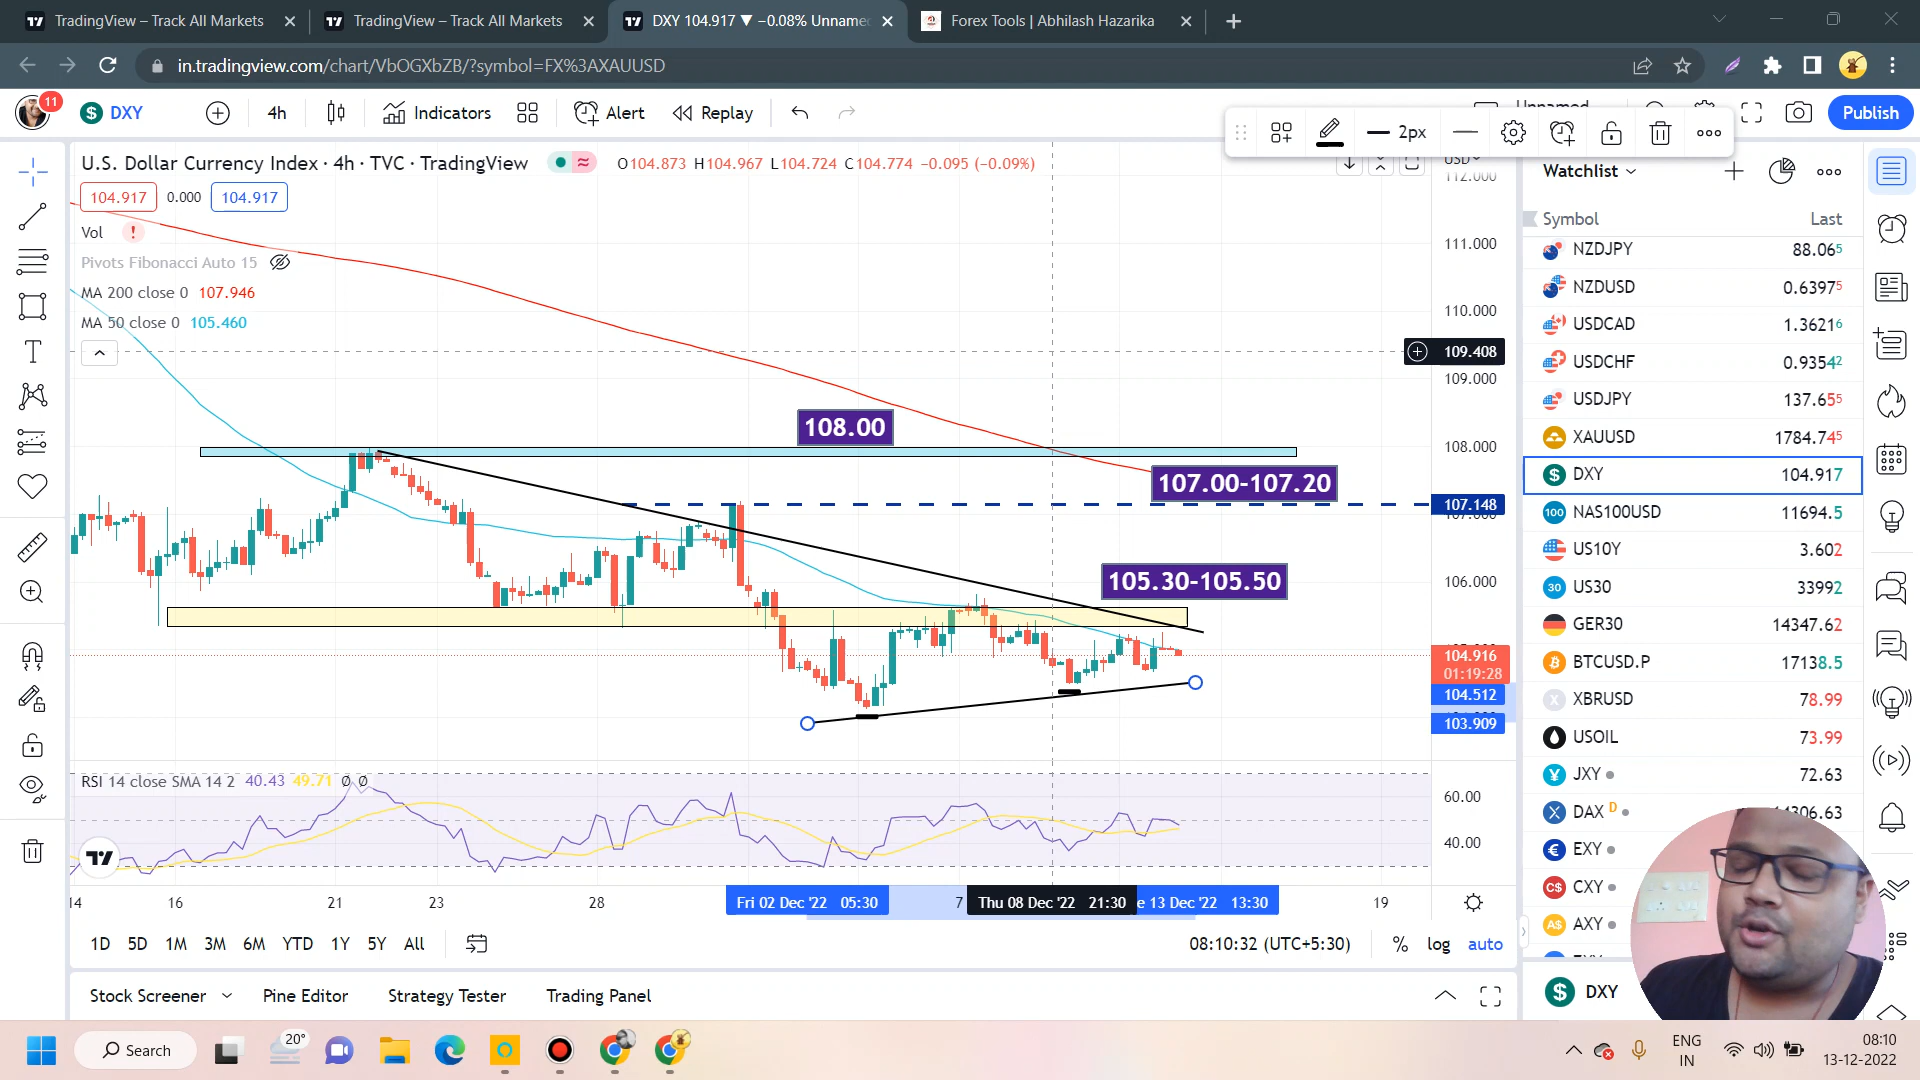 TradingView – Track All Markets
TradingView – Track All Markets
DXY 104.917 ▼ −0.08% Unname
Forex Tools | Abhilash Hazarika
in.tradingview.com/chart/VbOGXbZB/?symbol=FX%3AXAUUSD
11
DXY
4h
Indicators
Alert
Replay
Unnamed
Publish
2px
U.S. Dollar Currency Index · 4h · TVC · TradingView
O104.873 H104.967 L104.724 C104.774 −0.095 (−0.09%)
USD
104.917
0.000
104.917
Vol
Pivots Fibonacci Auto 15
MA 200 close 0 107.946
MA 50 close 0 105.460
112.000
111.000
110.000
109.408
109.000
108.000
107.148
107.000
106.000
104.916
01:19:28
104.512
103.909
108.00
107.00-107.20
105.30-105.50
RSI 14 close SMA 14 2 40.43 49.71 Ø Ø
60.00
40.00
14
16
21
23
28
Fri 02 Dec '22 05:30
7
Thu 08 Dec '22 21:30
e 13 Dec '22 13:30
19
1D 5D 1M 3M 6M YTD 1Y 5Y All
08:10:32 (UTC+5:30)
% log auto
Stock Screener
Pine Editor
Strategy Tester
Trading Panel
Watchlist
Symbol Last
NZDJPY 88.065
NZDUSD 0.63975
USDCAD 1.36216
USDCHF 0.93542
USDJPY 137.655
XAUUSD 1784.745
DXY 104.917
NAS100USD 11694.5
US10Y 3.602
US30 33992
GER30 14347.62
BTCUSD.P 17138.5
XBRUSD 78.99
USOIL 73.99
JXY 72.63
DAX D 306.63
EXY
CXY
AXY
DXY
Search
20°
ENG
IN
08:10
13-12-2022